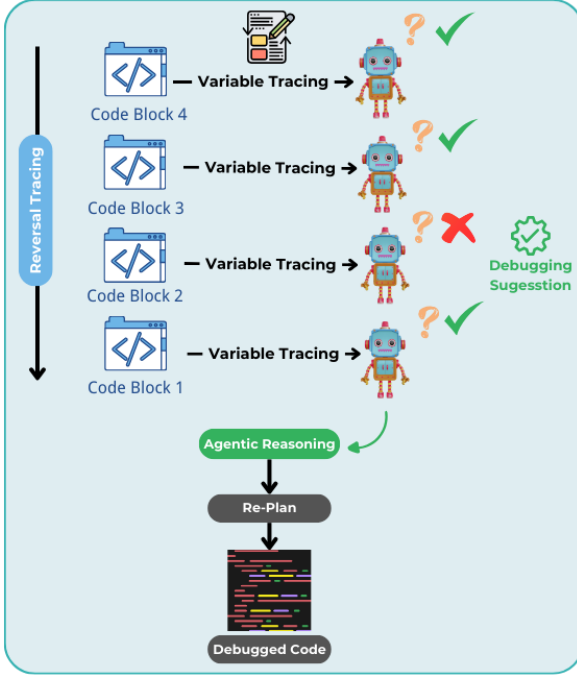 Variable Tracing
Code Block 4
Variable Tracing
Code Block 3
Reversal Tracing
Variable Tracing
Debugging
Sugesstion
Code Block 2
Variable Tracing
Code Block 1
Agentic Reasoning
Re-Plan
Debugged Code